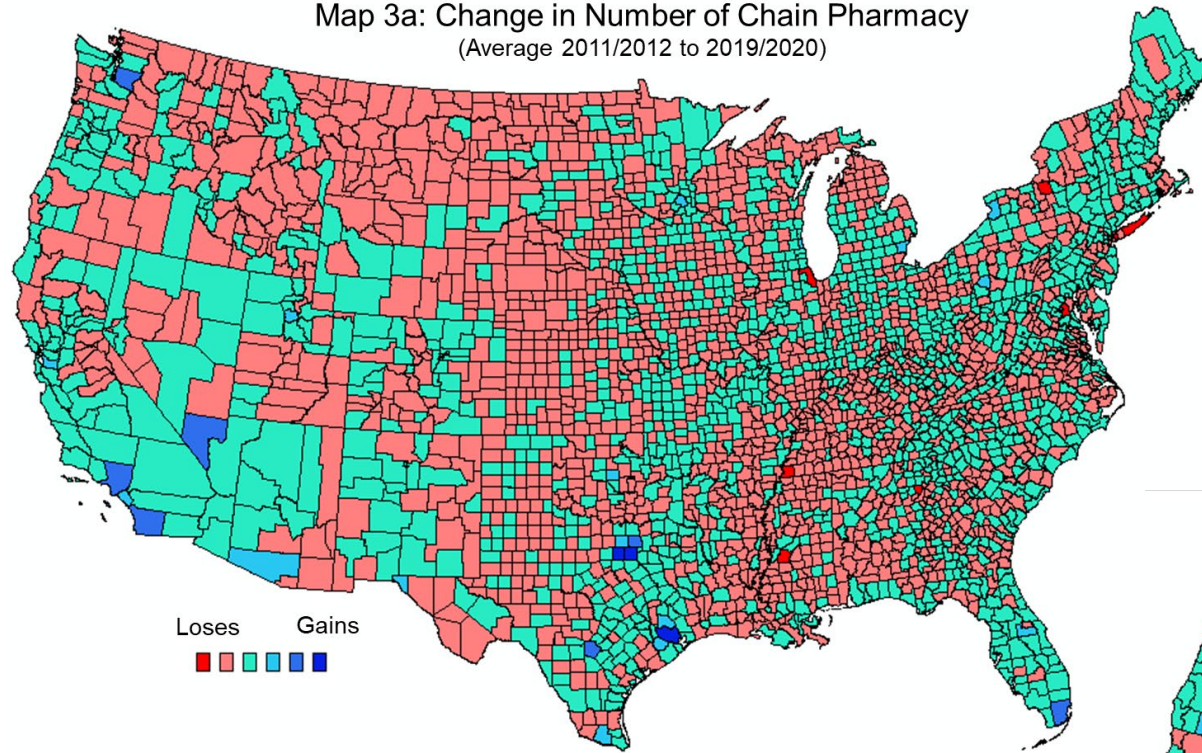 Map 3a: Change in Number of Chain Pharmacy
(Average 2011/2012 to 2019/2020)
Loses Gains